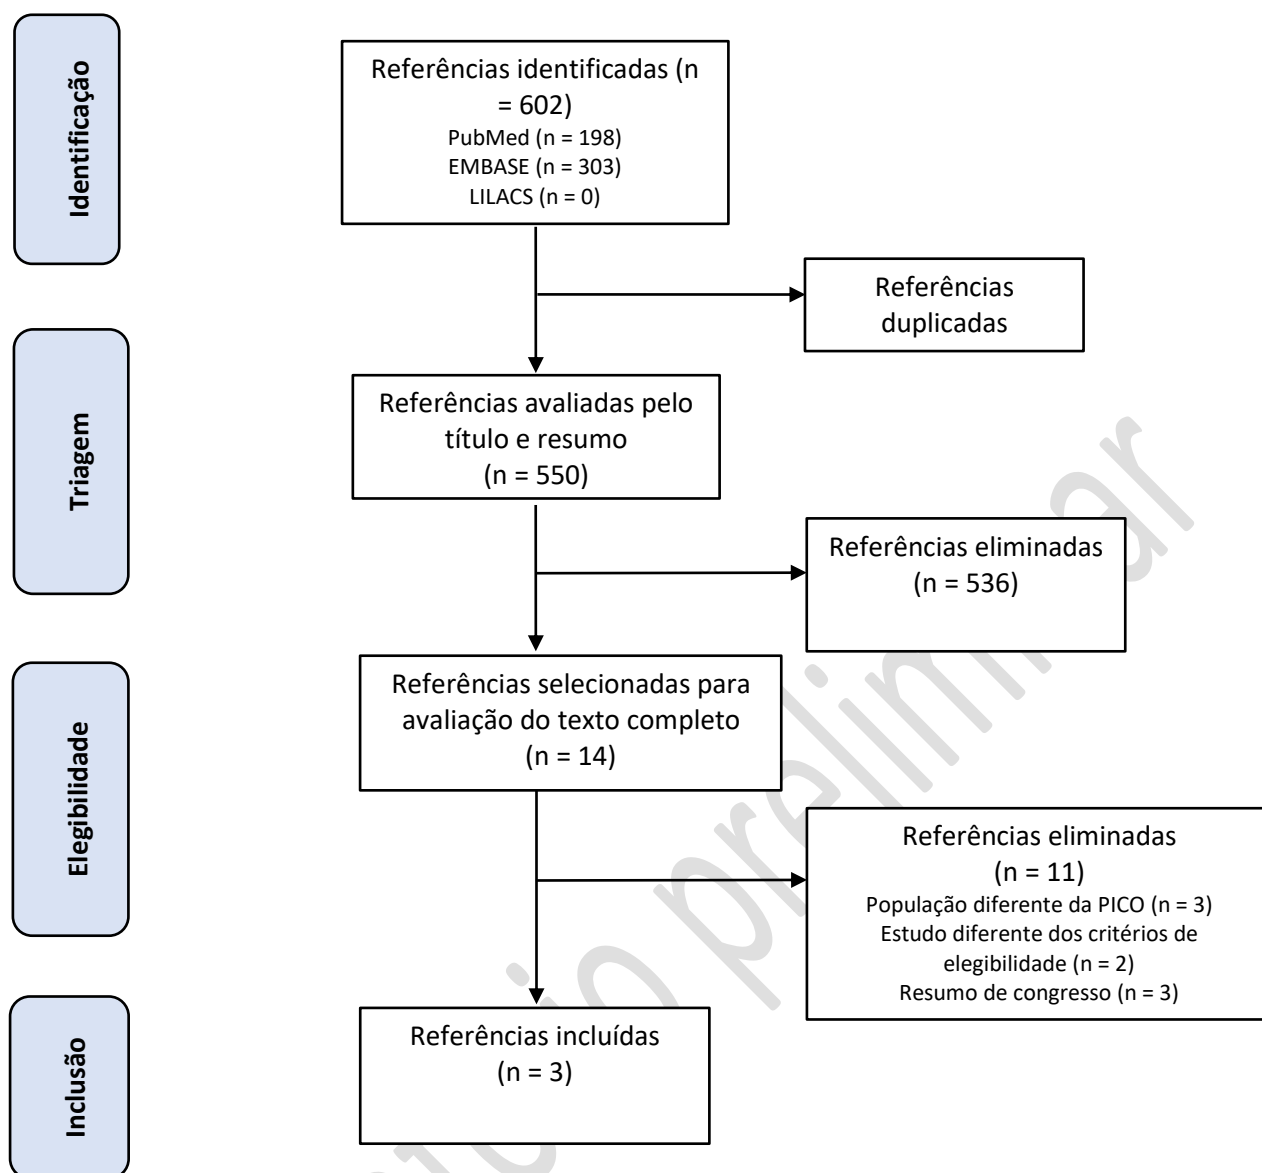 Identificação
Referências identificadas (n
= 602)
PubMed (n = 198)
EMBASE (n = 303)
LILACS (n = 0)
Referências
duplicadas
Triagem
Referências avaliadas pelo
título e resumo
(n = 550)
Referências eliminadas
(n = 536)
Elegibilidade
Referências selecionadas para
avaliação do texto completo
(n = 14)
Referências eliminadas
(n = 11)
População diferente da PICO (n = 3)
Estudo diferente dos critérios de
elegibilidade (n = 2)
Resumo de congresso (n = 3)
Inclusão
Referências incluídas
(n = 3)
preliminar